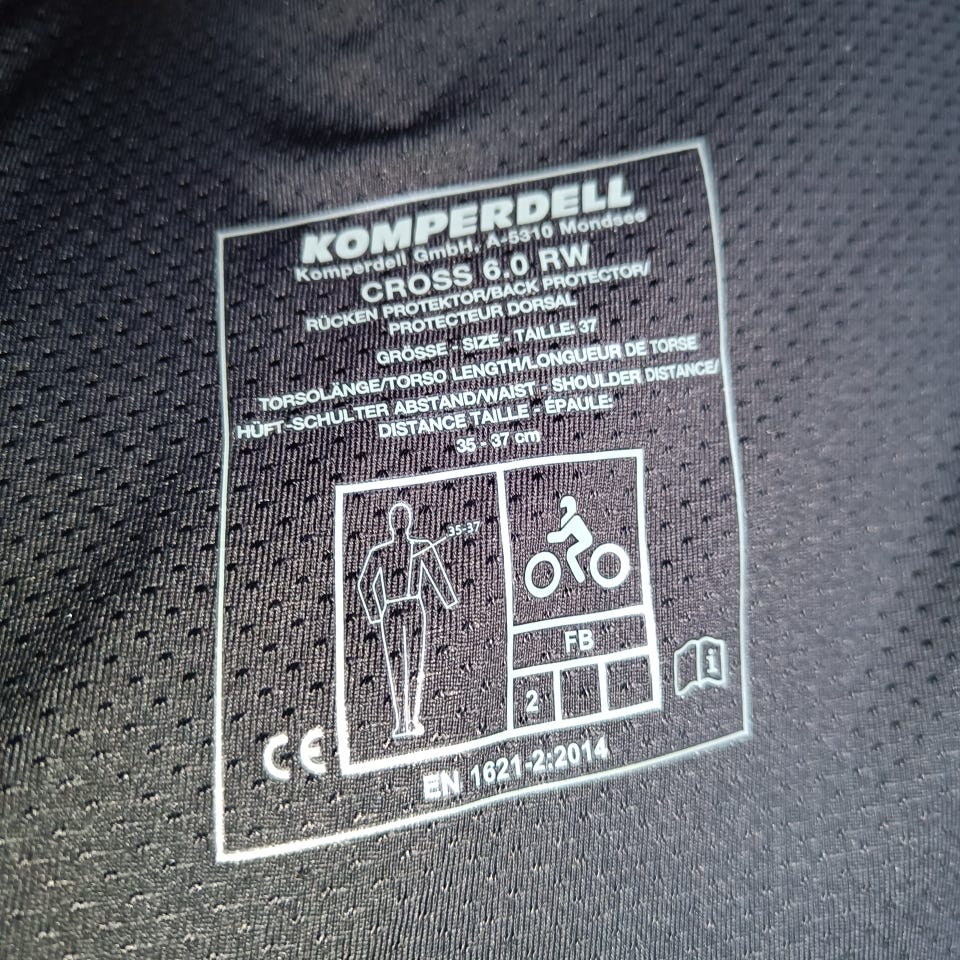 KOMPERDELL
Komperdell GmbH, A-5310 Mondsee
CROSS 6.0 RW
RÜCKEN PROTEKTOR/BACK PROTECTOR/
PROTECTEUR DORSAL
GRÖSSE - SIZE - TAILLE: 37
TORSOLÄNGE/TORSO LENGTH/LONGUEUR DE TORSE
HÜFT-SCHULTER ABSTAND/WAIST - SHOULDER DISTANCE/
DISTANCE TAILLE - ÉPAULE:
35 - 37 cm
35-37
FB
2
i
CE
EN 1621-2:2014